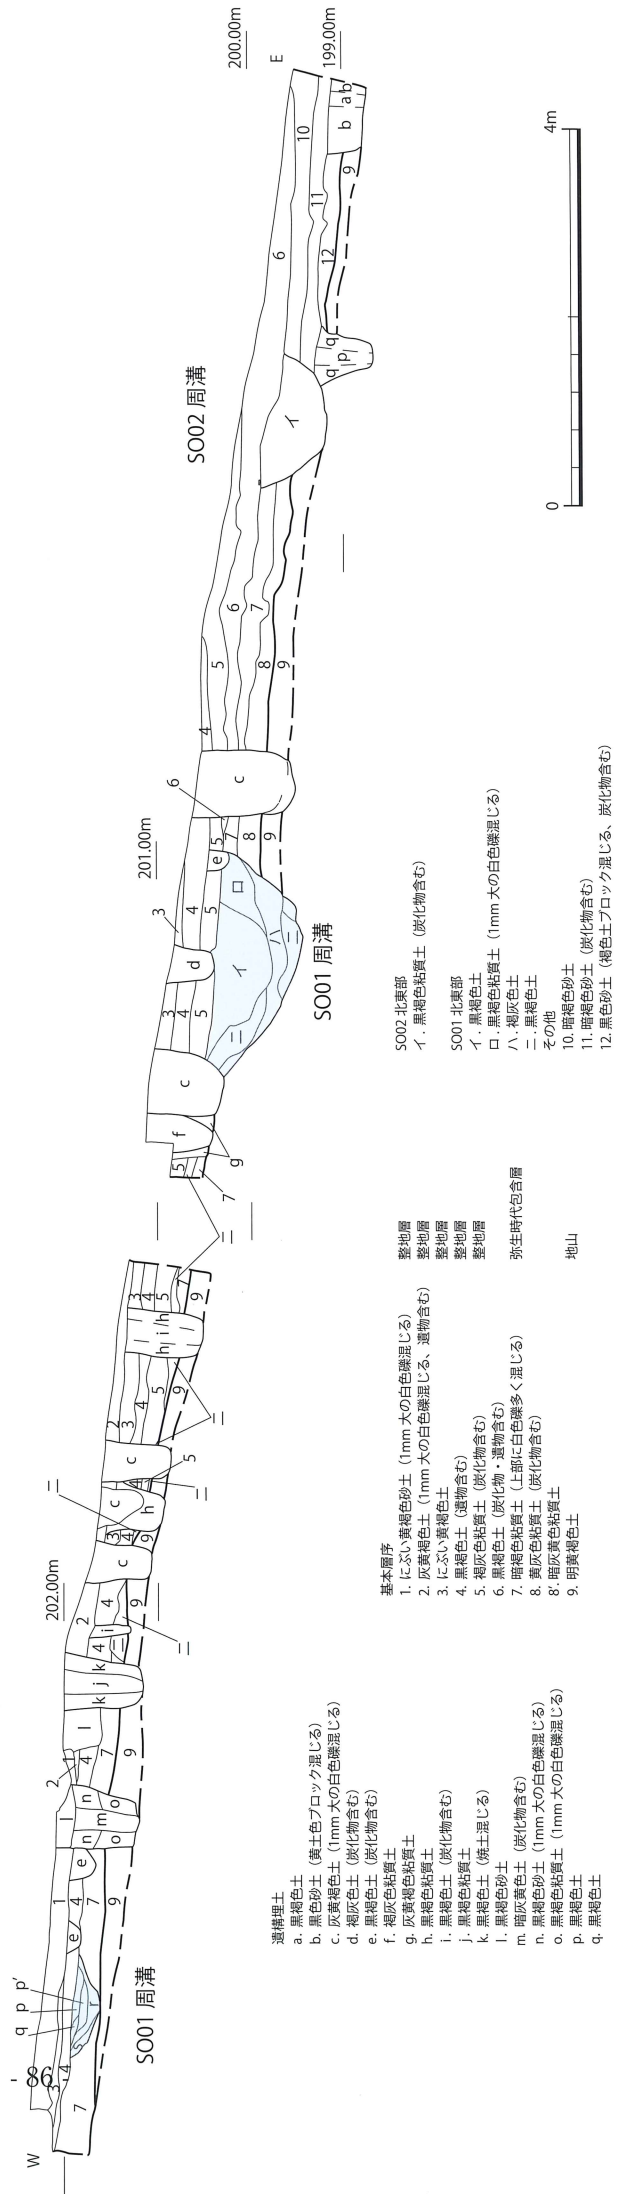 W
E
202.00m
201.00m
200.00m
199.00m
SO01 周溝
SO01 周溝
SO02 周溝
0
4m
遺構埋土
a. 黒褐色土
b. 黒色砂土（黄土色ブロック混じる）
c. 灰黄褐色土（1mm 大の白色礫混じる）
d. 褐灰色土（炭化物含む）
e. 黒褐色土（炭化物含む）
f. 褐灰色粘質土
g. 灰黄褐色粘質土
h. 黒褐色粘質土
i. 黒褐色土（炭化物含む）
j. 黒褐色粘質土
k. 黒褐色土（焼土混じる）
l. 黒褐色砂土
m. 暗灰黄色土（炭化物含む）
n. 黒褐色砂土（1mm 大の白色礫混じる）
o. 黒褐色粘質土（1mm 大の白色礫混じる）
p. 黒褐色土
q. 黒褐色土
基本層序
1. にぶい黄褐色砂土（1mm 大の白色礫混じる） 整地層
2. 灰黄褐色土（1mm 大の白色礫混じる、遺物含む） 整地層
3. にぶい黄褐色土 整地層
4. 黒褐色土（遺物含む） 整地層
5. 褐灰色粘質土（炭化物含む） 整地層
6. 黒褐色土（炭化物・遺物含む）
7. 暗褐色粘質土（上部に白色礫多く混じる） 弥生時代包含層
8. 黄灰色粘質土（炭化物含む）
8'. 暗灰黄色粘質土
9. 明黄褐色土 地山
SO02 北東部
イ. 黒褐色粘質土（炭化物含む）
SO01 北東部
イ. 黒褐色土
ロ. 黒褐色粘質土（1mm 大の白色礫混じる）
ハ. 褐灰色土
ニ. 黒褐色土
その他
10. 暗褐色砂土
11. 暗褐色砂土（炭化物含む）
12. 黒色砂土（褐色土ブロック混じる、炭化物含む）
- 86 -